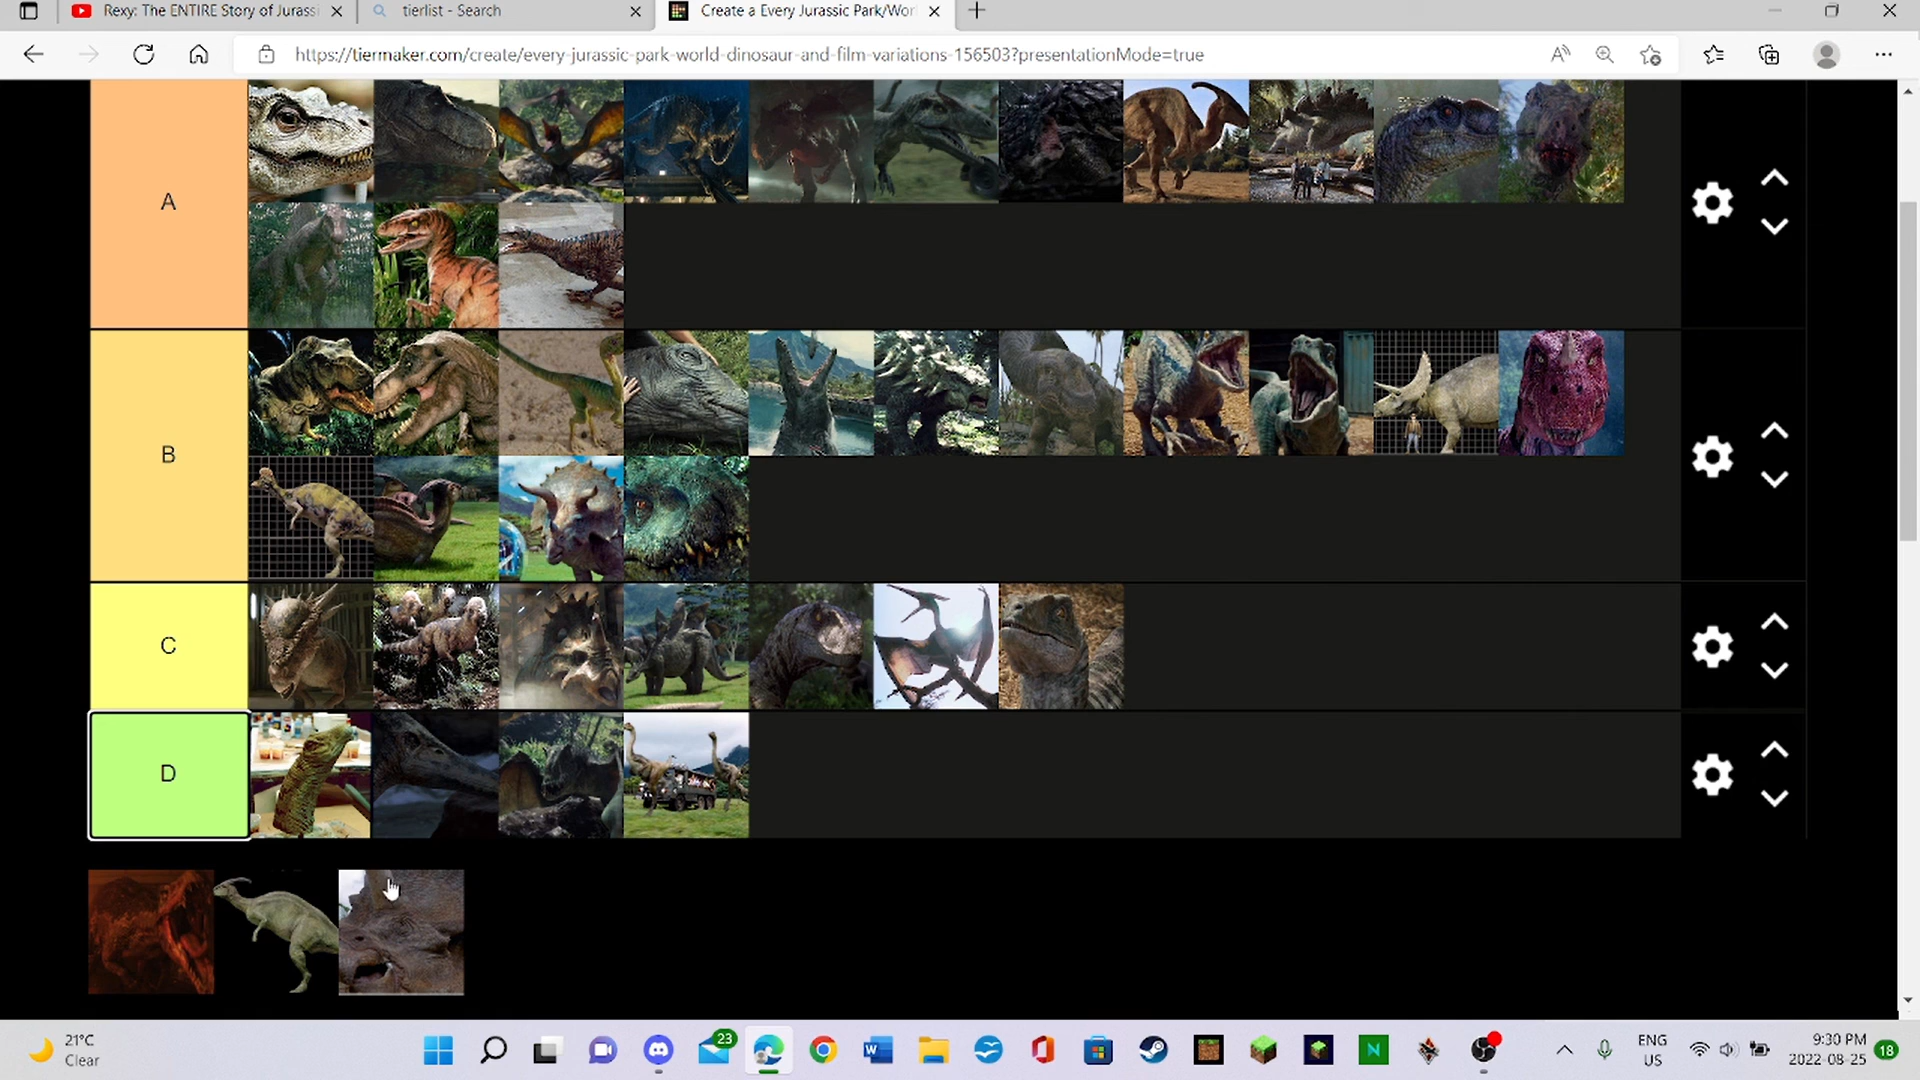 Rexy: The ENTIRE Story of Jurassi
tierlist - Search
Create a Every Jurassic Park/Wor
https://tiermaker.com/create/every-jurassic-park-world-dinosaur-and-film-variations-156503?presentationMode=true
A
B
C
D
21°C
Clear
23
W
N
ENG
US
9:30 PM
2022-08-25
18